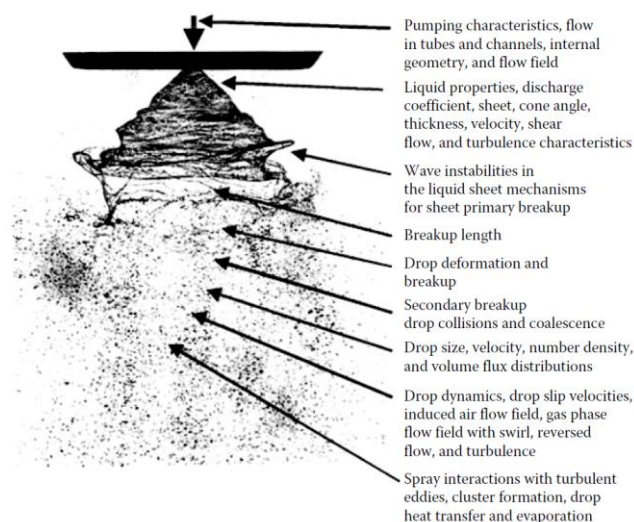 Pumping characteristics, flow
in tubes and channels, internal
geometry, and flow field
Liquid properties, discharge
coefficient, sheet, cone angle,
thickness, velocity, shear
flow, and turbulence characteristics
Wave instabilities in
the liquid sheet mechanisms
for sheet primary breakup
Breakup length
Drop deformation and
breakup
Secondary breakup
drop collisions and coalescence
Drop size, velocity, number density,
and volume flux distributions
Drop dynamics, drop slip velocities,
induced air flow field, gas phase
flow field with swirl, reversed
flow, and turbulence
Spray interactions with turbulent
eddies, cluster formation, drop
heat transfer and evaporation